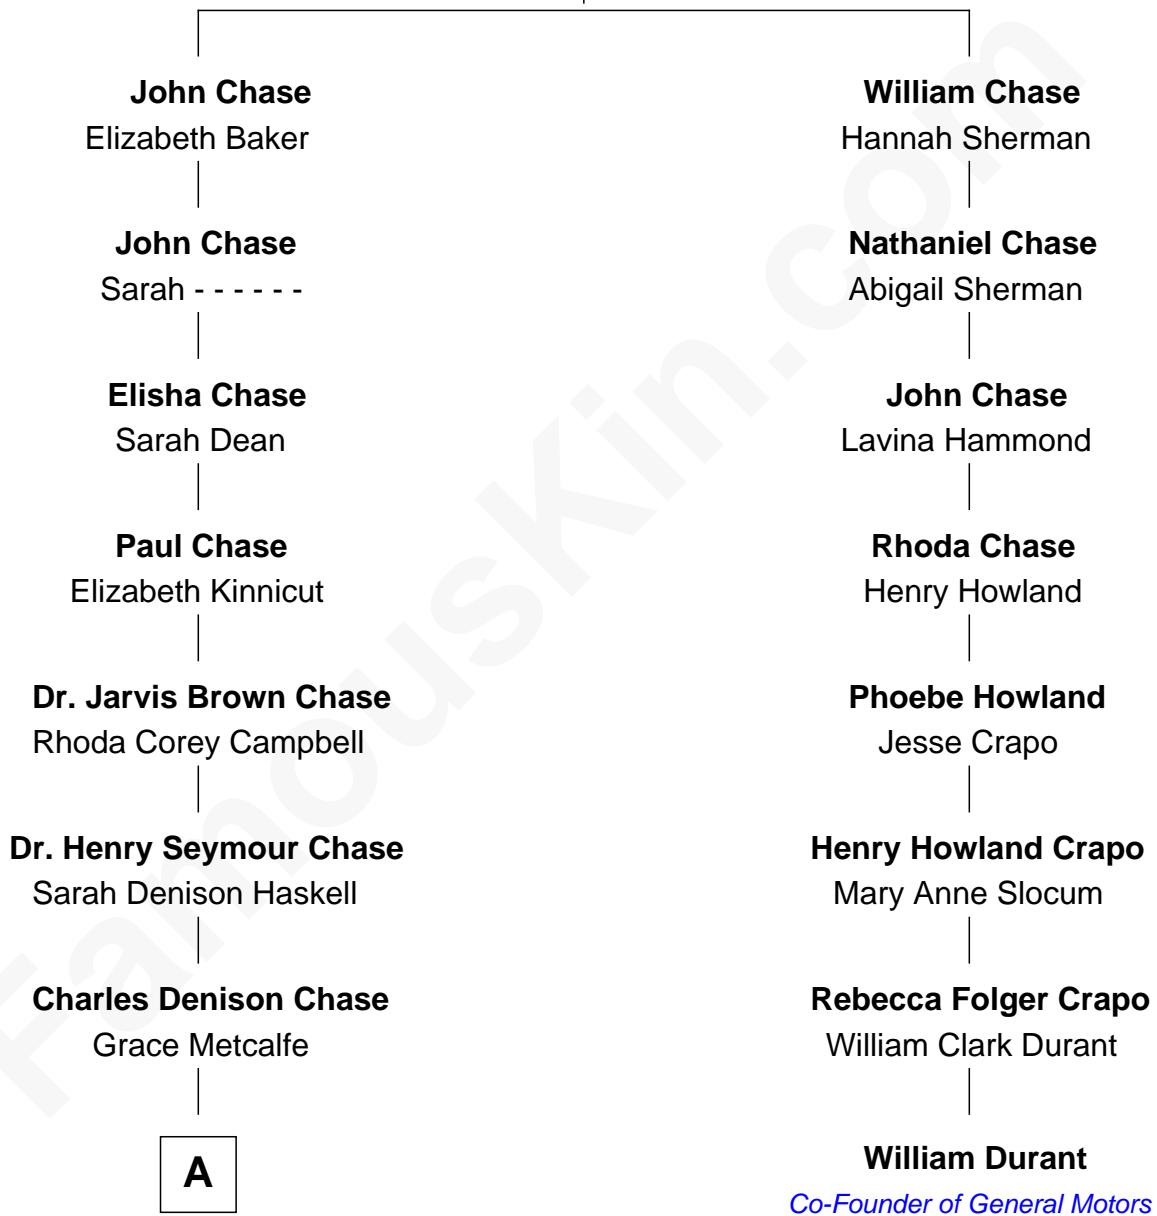 John Chase
Elizabeth Baker
John Chase
Sarah - - - - - -
Elisha Chase
Sarah Dean
Paul Chase
Elizabeth Kinnicut
Dr. Jarvis Brown Chase
Rhoda Corey Campbell
Dr. Henry Seymour Chase
Sarah Denison Haskell
Charles Denison Chase
Grace Metcalfe
A
William Chase
Hannah Sherman
Nathaniel Chase
Abigail Sherman
John Chase
Lavina Hammond
Rhoda Chase
Henry Howland
Phoebe Howland
Jesse Crapo
Henry Howland Crapo
Mary Anne Slocum
Rebecca Folger Crapo
William Clark Durant
William Durant
Co-Founder of General Motors
FamousKin.com